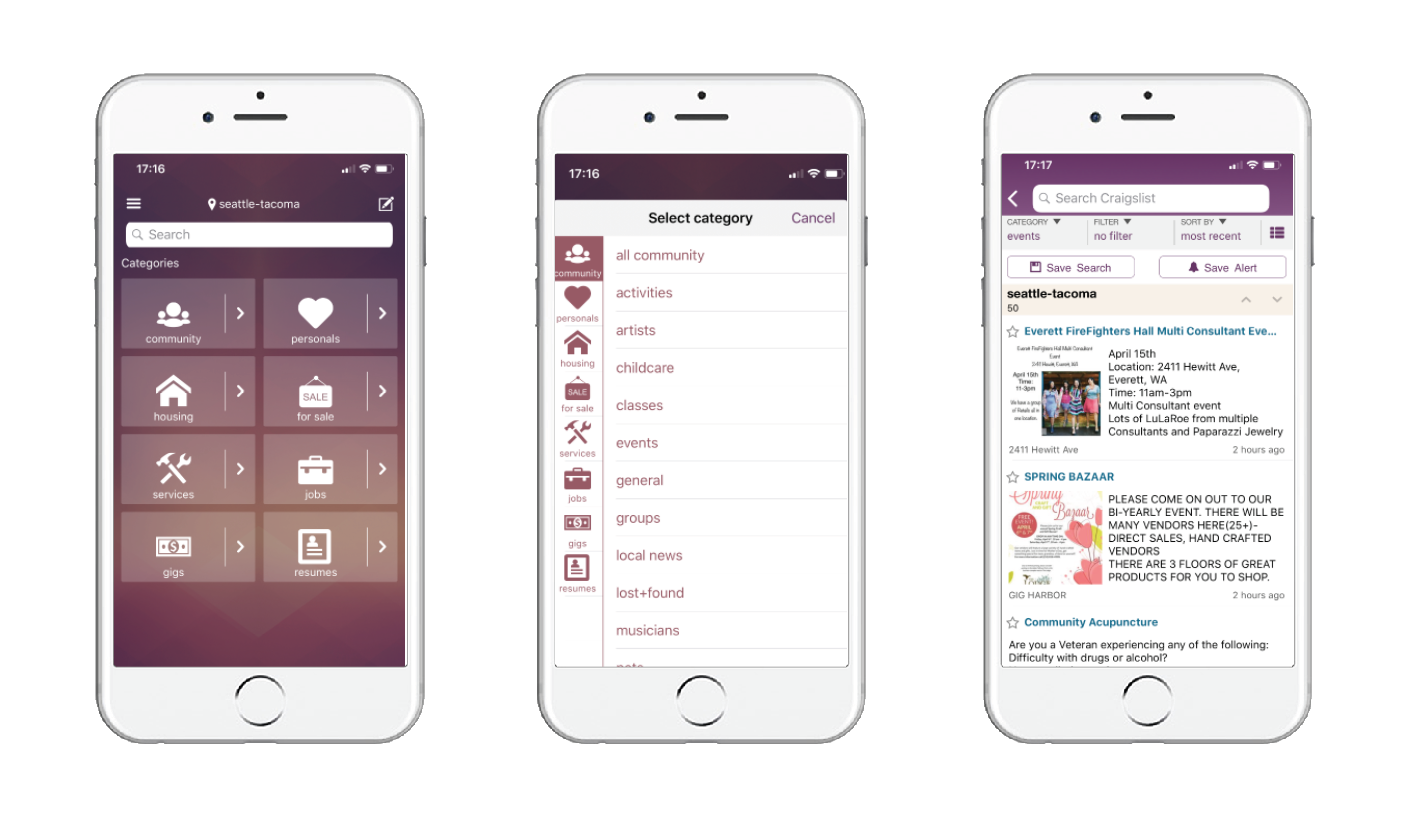 17:16
seattle-tacoma
Search
Categories
community
personals
housing
SALE
for sale
services
jobs
gigs
resumes
17:16
Select category
Cancel
community
personals
housing
SALE
for sale
services
jobs
gigs
resumes
all community
activities
artists
childcare
classes
events
general
groups
local news
lost+found
musicians
17:17
Search Craigslist
CATEGORY
events
FILTER
no filter
SORT BY
most recent
Save Search
Save Alert
seattle-tacoma
50
Everett FireFighters Hall Multi Consultant Eve...
Everett FireFighters Hall Multi Consultant
Event
2411 Hewitt, Everett, WA
April 15th
Time:
11-3pm
We have a group
of Retails all in
one location.
April 15th
Location: 2411 Hewitt Ave,
Everett, WA
Time: 11am-3pm
Multi Consultant event
Lots of LuLaRoe from multiple
Consultants and Paparazzi Jewelry
2411 Hewitt Ave
2 hours ago
SPRING BAZAAR
Spring
Bazaar
FREE
EVENT!
APRIL
PLEASE COME ON OUT TO OUR
BI-YEARLY EVENT. THERE WILL BE
MANY VENDORS HERE(25+)-
DIRECT SALES, HAND CRAFTED
VENDORS
THERE ARE 3 FLOORS OF GREAT
PRODUCTS FOR YOU TO SHOP.
GIG HARBOR
2 hours ago
Community Acupuncture
Are you a Veteran experiencing any of the following:
Difficulty with drugs or alcohol?